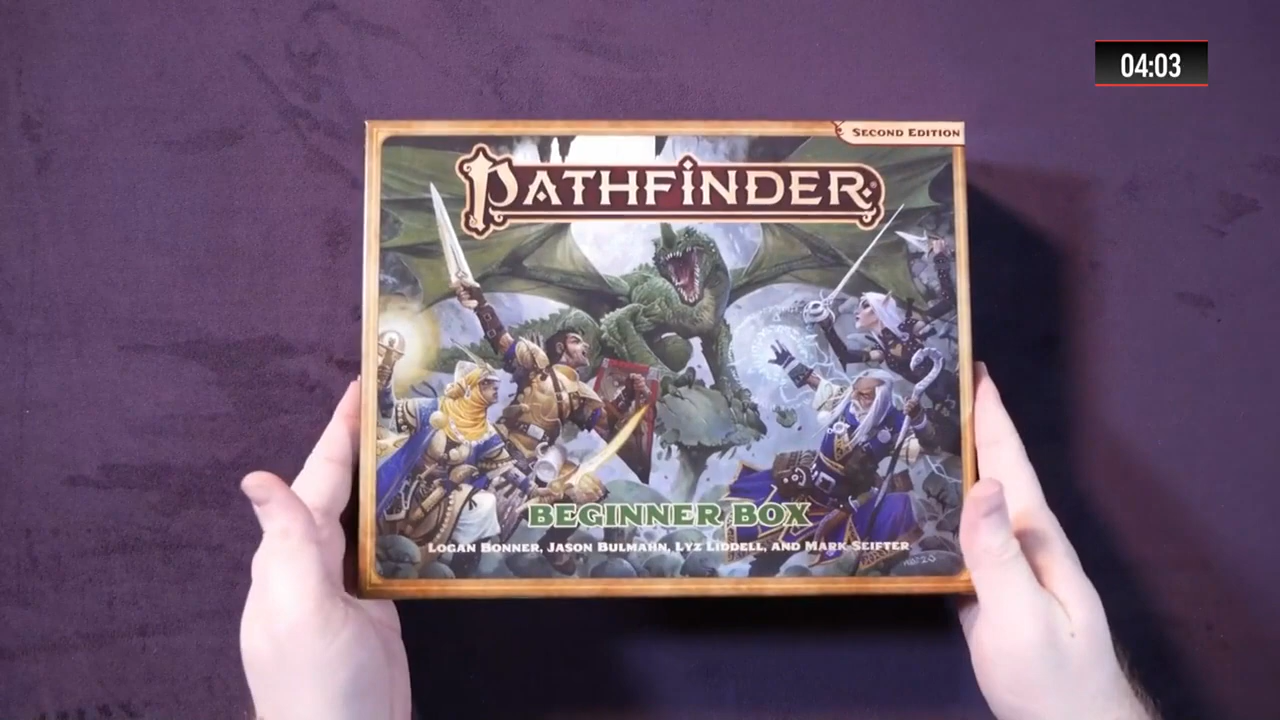 04:03
SECOND EDITION
PATHFINDER®
BEGINNER BOX
LOGAN BONNER, JASON BULMAHN, LYZ LIDDELL, AND MARK SEIFTER